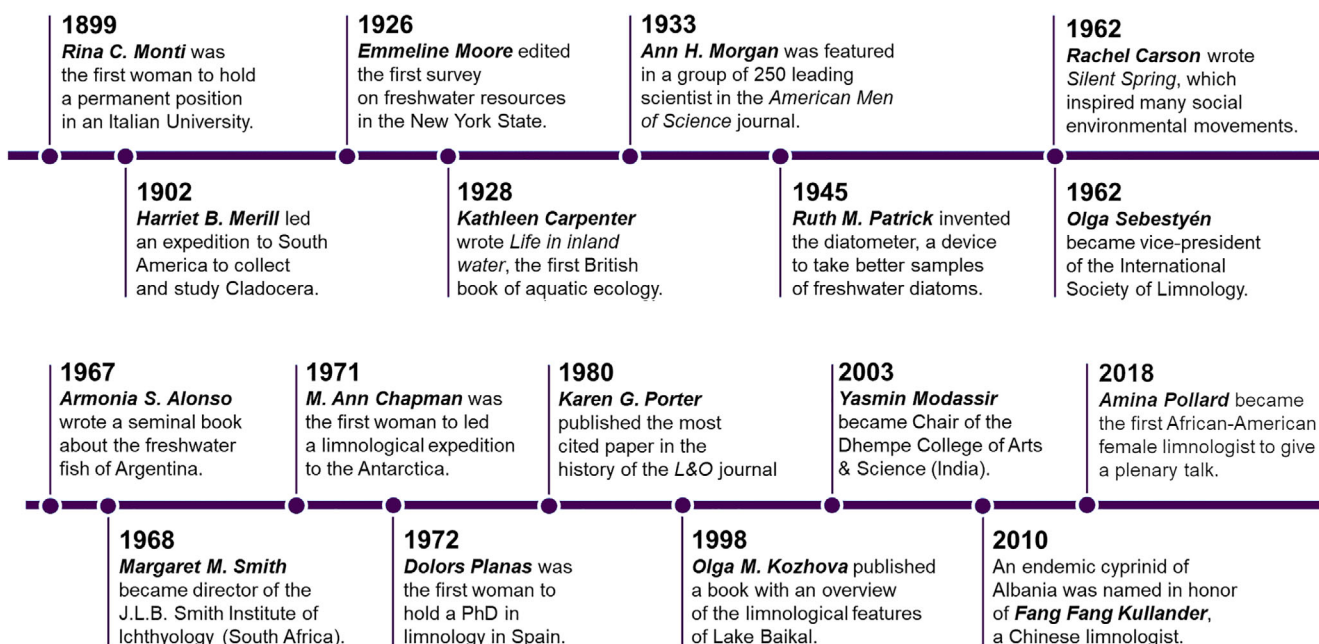 1899
Rina C. Monti was
the first woman to hold
a permanent position
in an Italian University.
1926
Emmeline Moore edited
the first survey
on freshwater resources
in the New York State.
1933
Ann H. Morgan was featured
in a group of 250 leading
scientist in the American Men
of Science journal.
1962
Rachel Carson wrote
Silent Spring, which
inspired many social
environmental movements.
1902
Harriet B. Merill led
an expedition to South
America to collect
and study Cladocera.
1928
Kathleen Carpenter
wrote Life in inland
water, the first British
book of aquatic ecology.
1945
Ruth M. Patrick invented
the diatometer, a device
to take better samples
of freshwater diatoms.
1962
Olga Sebestyén
became vice-president
of the International
Society of Limnology.
1967
Armonia S. Alonso
wrote a seminal book
about the freshwater
fish of Argentina.
1971
M. Ann Chapman was
the first woman to led
a limnological expedition
to the Antarctica.
1980
Karen G. Porter
published the most
cited paper in the
history of the L&O journal
2003
Yasmin Modassir
became Chair of the
Dhempe College of Arts
& Science (India).
2018
Amina Pollard became
the first African-American
female limnologist to give
a plenary talk.
1968
Margaret M. Smith
became director of the
J.L.B. Smith Institute of
Ichthyology (South Africa).
1972
Dolors Planas was
the first woman to
hold a PhD in
limnology in Spain.
1998
Olga M. Kozhova published
a book with an overview
of the limnological features
of Lake Baikal.
2010
An endemic cyprinid of
Albania was named in honor
of Fang Fang Kullander,
a Chinese limnologist.